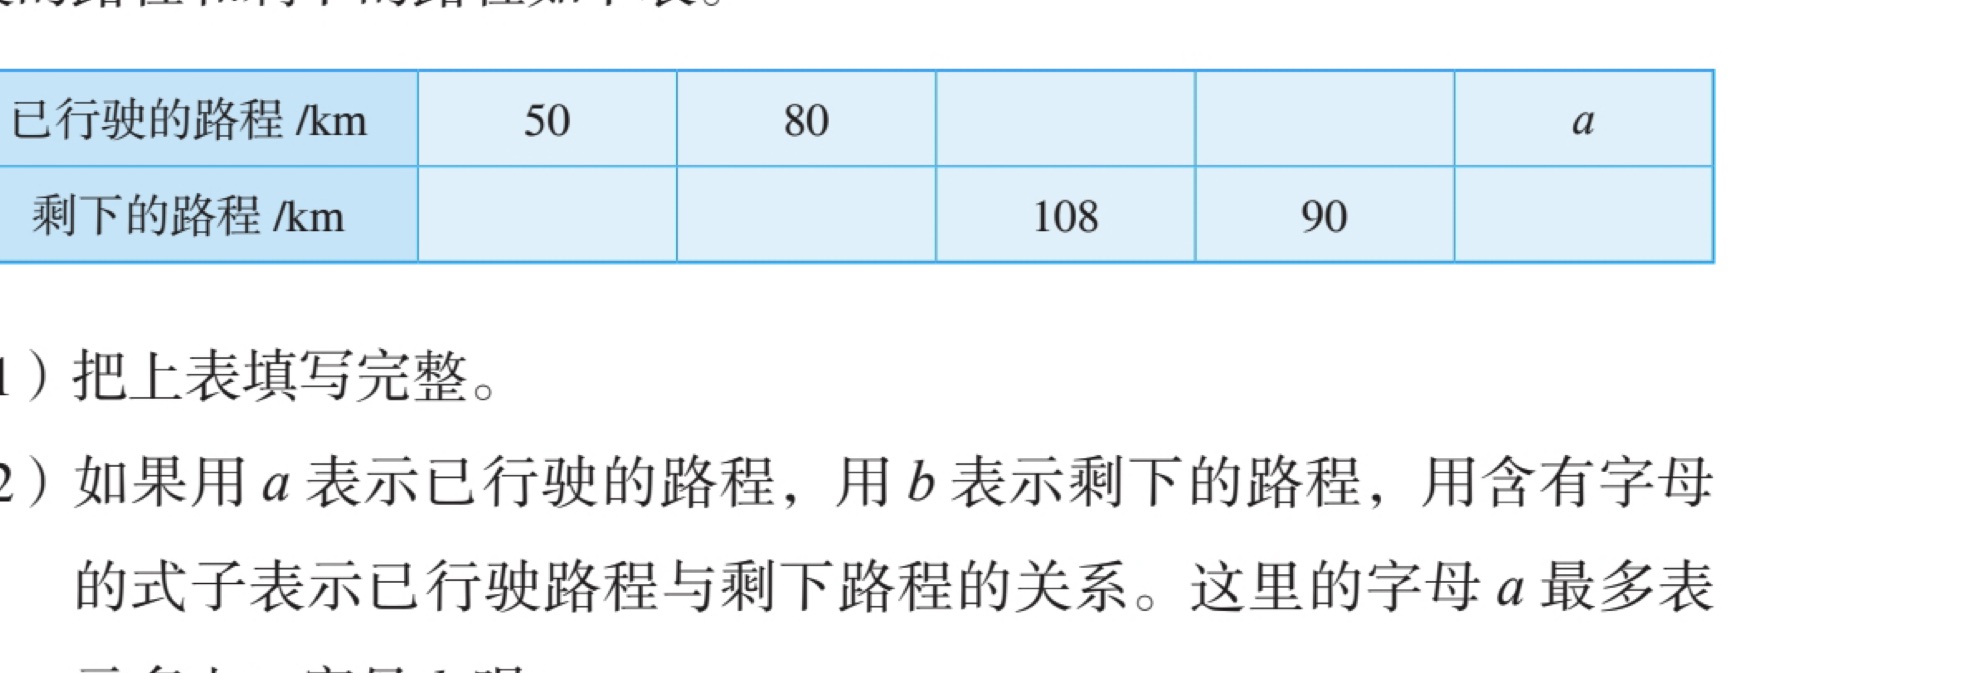 已行驶的路程 /km 50 80 a
剩下的路程 /km 108 90
1）把上表填写完整。
2）如果用 a 表示已行驶的路程，用 b 表示剩下的路程，用含有字母
的式子表示已行驶路程与剩下路程的关系。这里的字母 a 最多表